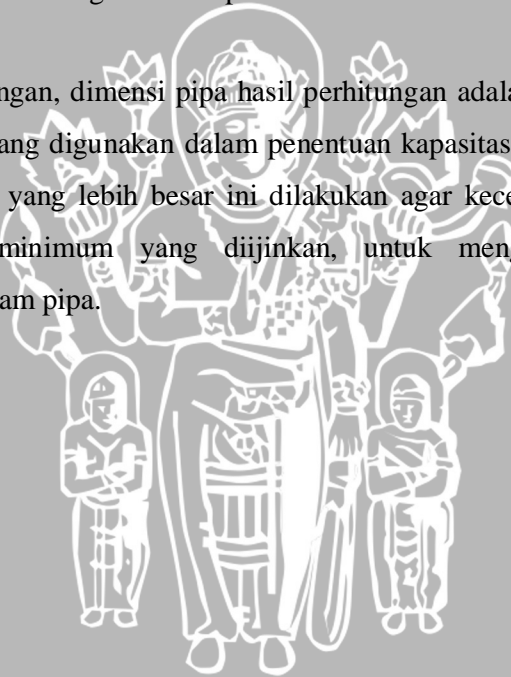 ngan, dimensi pipa hasil perhitungan adala
ang digunakan dalam penentuan kapasitas
yang lebih besar ini dilakukan agar kece
minimum yang diijinkan, untuk meng
am pipa.